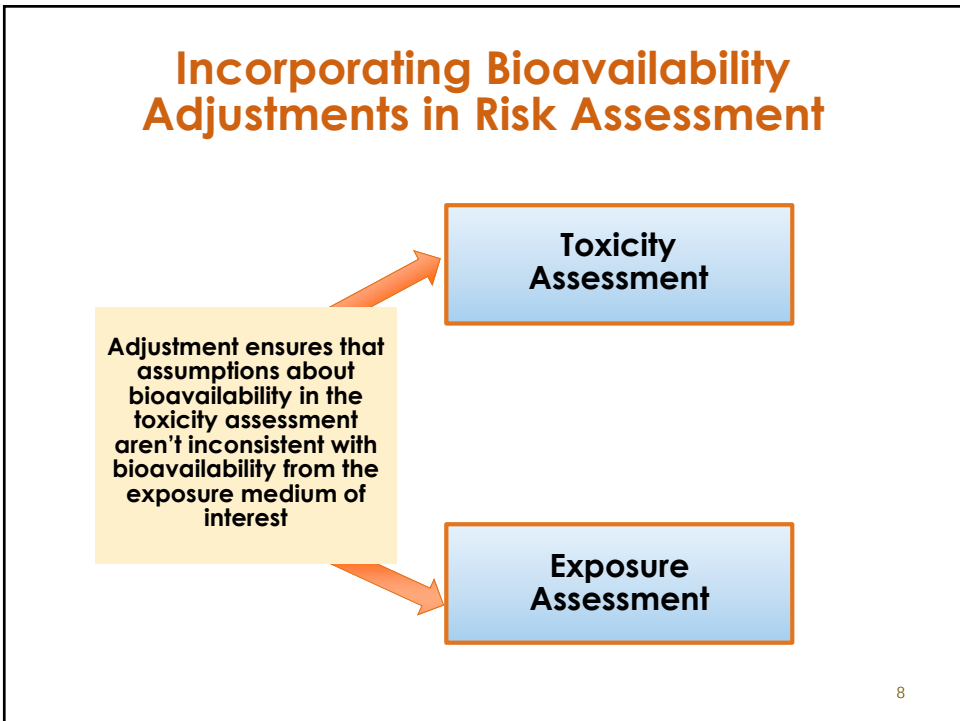 Incorporating Bioavailability
Adjustments in Risk Assessment
Toxicity
Assessment
Adjustment ensures that
assumptions about
bioavailability in the
toxicity assessment
aren’t inconsistent with
bioavailability from the
exposure medium of
interest
Exposure
Assessment
8